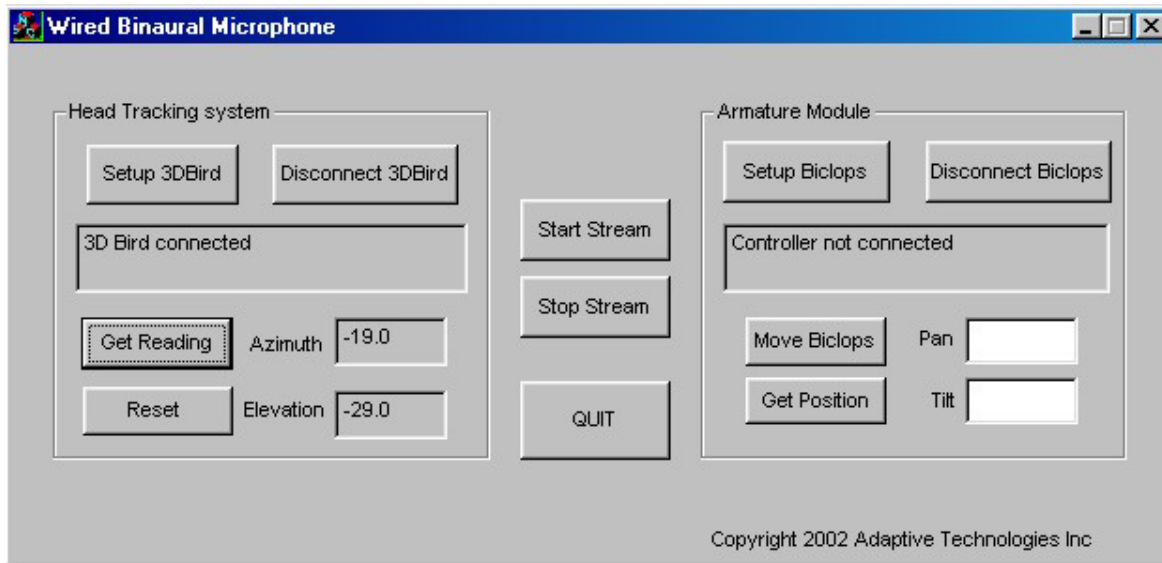 Wired Binaural Microphone
Head Tracking system
Setup 3DBird
Disconnect 3DBird
3D Bird connected
Get Reading
Azimuth
-19.0
Reset
Elevation
-29.0
Start Stream
Stop Stream
QUIT
Armature Module
Setup Biclops
Disconnect Biclops
Controller not connected
Move Biclops
Pan
Get Position
Tilt
Copyright 2002 Adaptive Technologies Inc